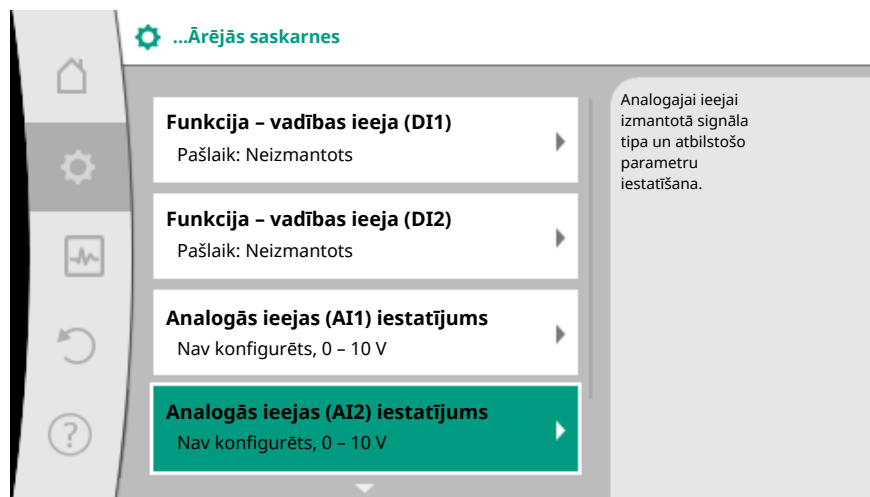 ...Ārējās saskarnes
Funkcija – vadības ieeja (DI1)
Pašlaik: Neizmantots
Funkcija – vadības ieeja (DI2)
Pašlaik: Neizmantots
Analogās ieejas (AI1) iestatījums
Nav konfigurēts, 0 – 10 V
Analogās ieejas (AI2) iestatījums
Nav konfigurēts, 0 – 10 V
Analogajai ieejai
izmantotā signāla
tipa un atbilstošo
parametru
iestatīšana.
?